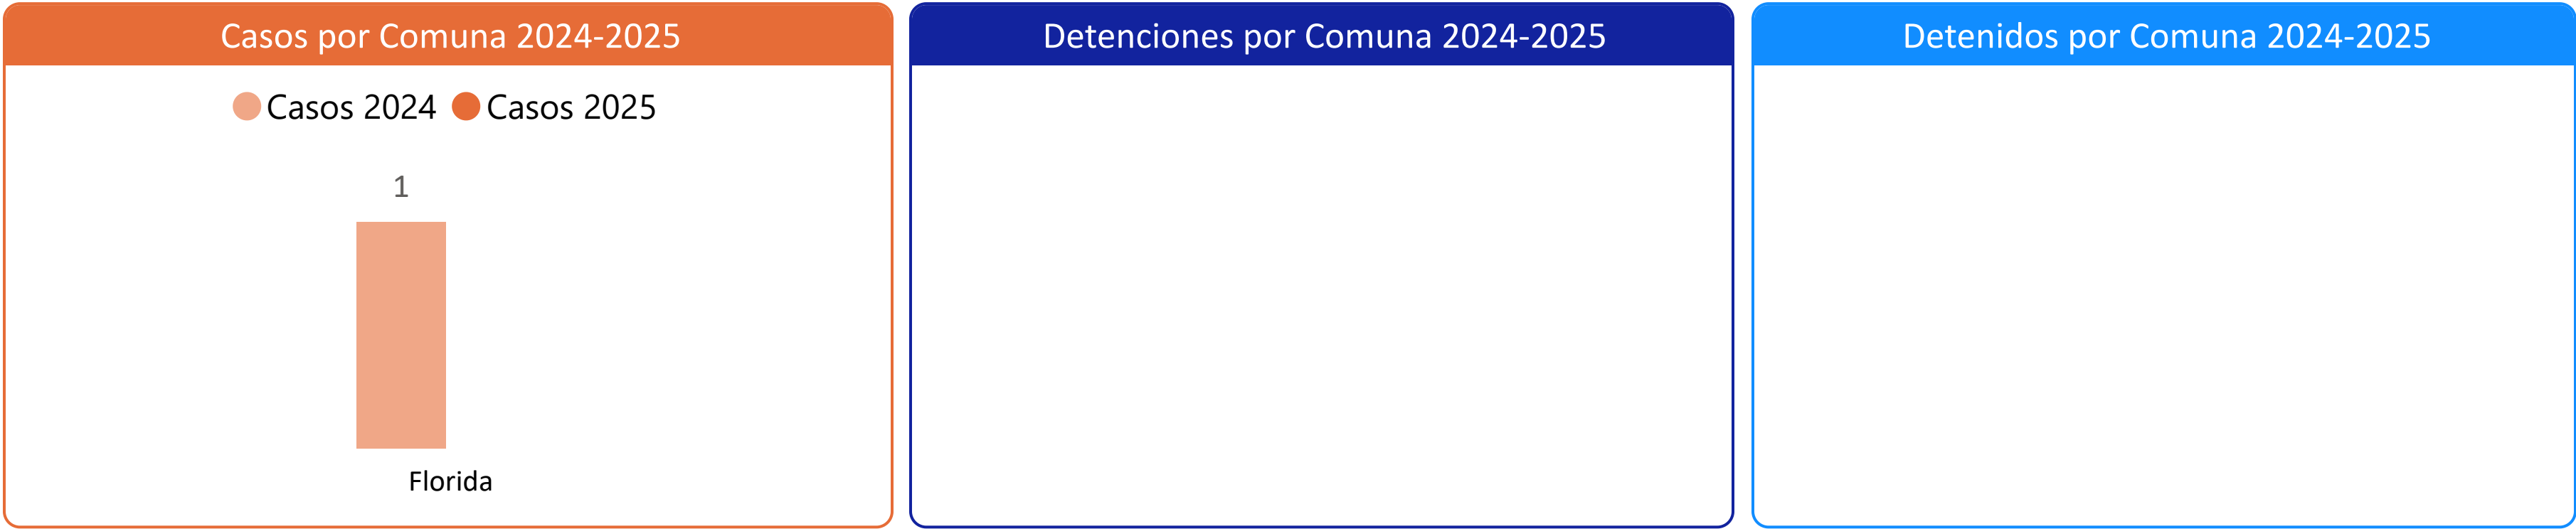 Casos por Comuna 2024-2025
Casos 2024 Casos 2025
1
Florida
Detenciones por Comuna 2024-2025
Detenidos por Comuna 2024-2025